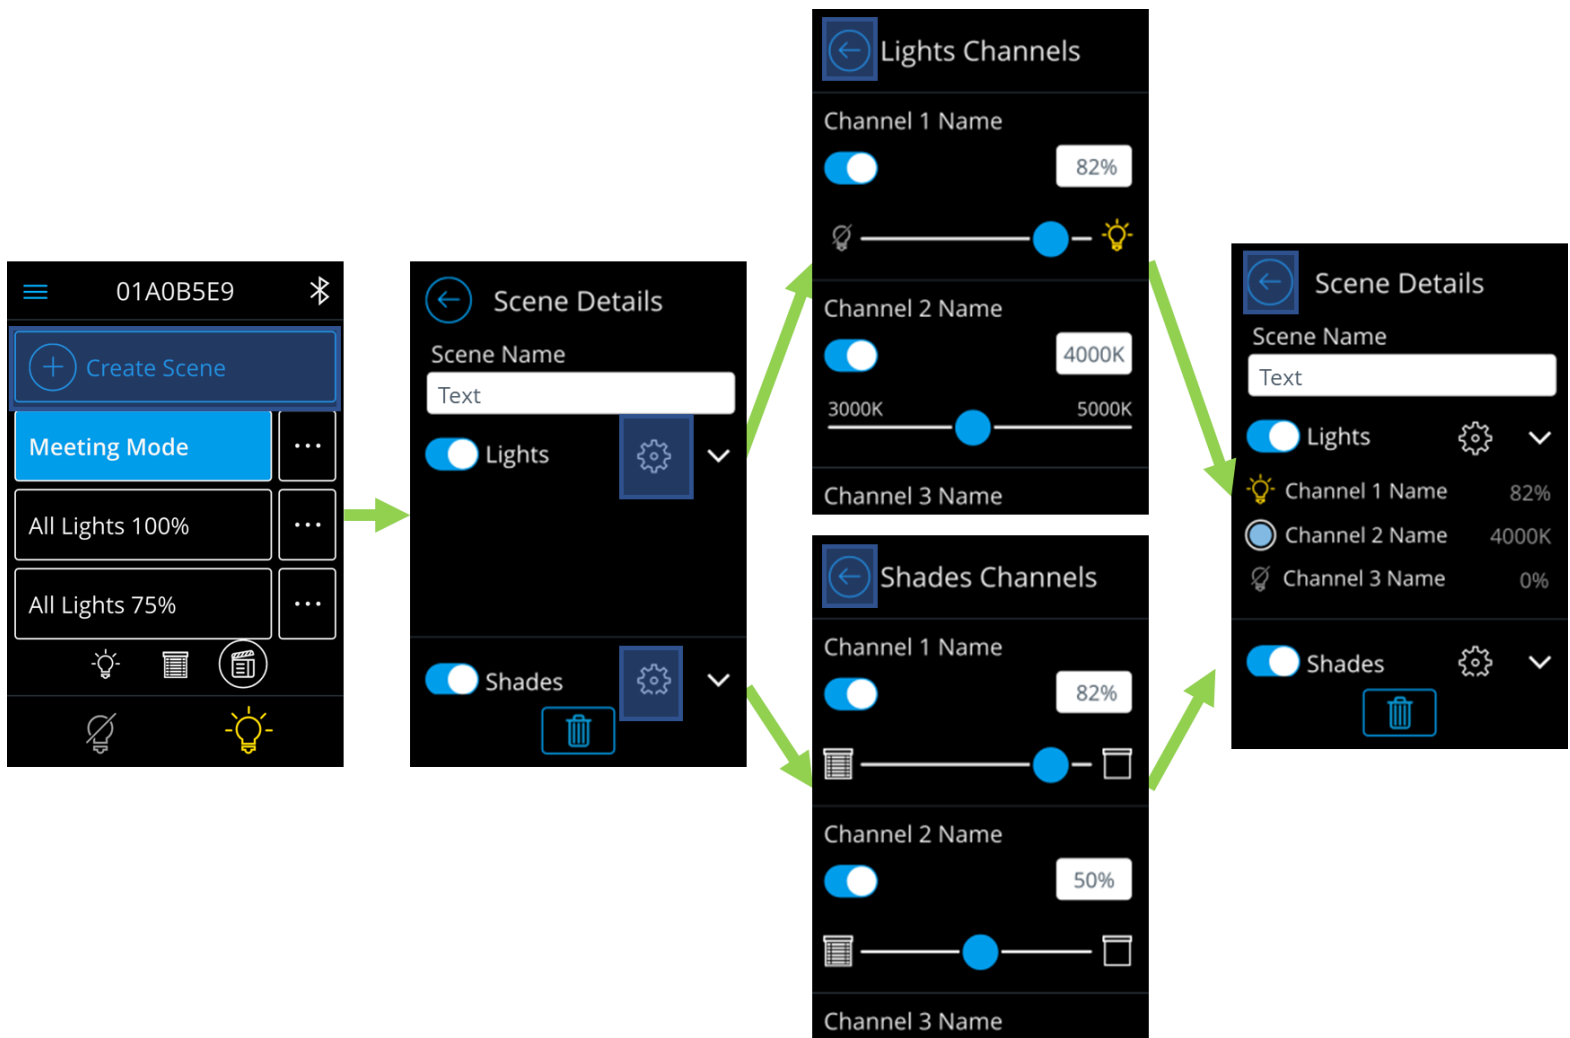 01A0B5E9
Create Scene
Meeting Mode
All Lights 100%
All Lights 75%
Scene Details
Scene Name
Text
Lights
Shades
Lights Channels
Channel 1 Name
82%
Channel 2 Name
4000K
3000K 5000K
Channel 3 Name
Shades Channels
Channel 1 Name
82%
Channel 2 Name
50%
Channel 3 Name
Scene Details
Scene Name
Text
Lights
Channel 1 Name 82%
Channel 2 Name 4000K
Channel 3 Name 0%
Shades